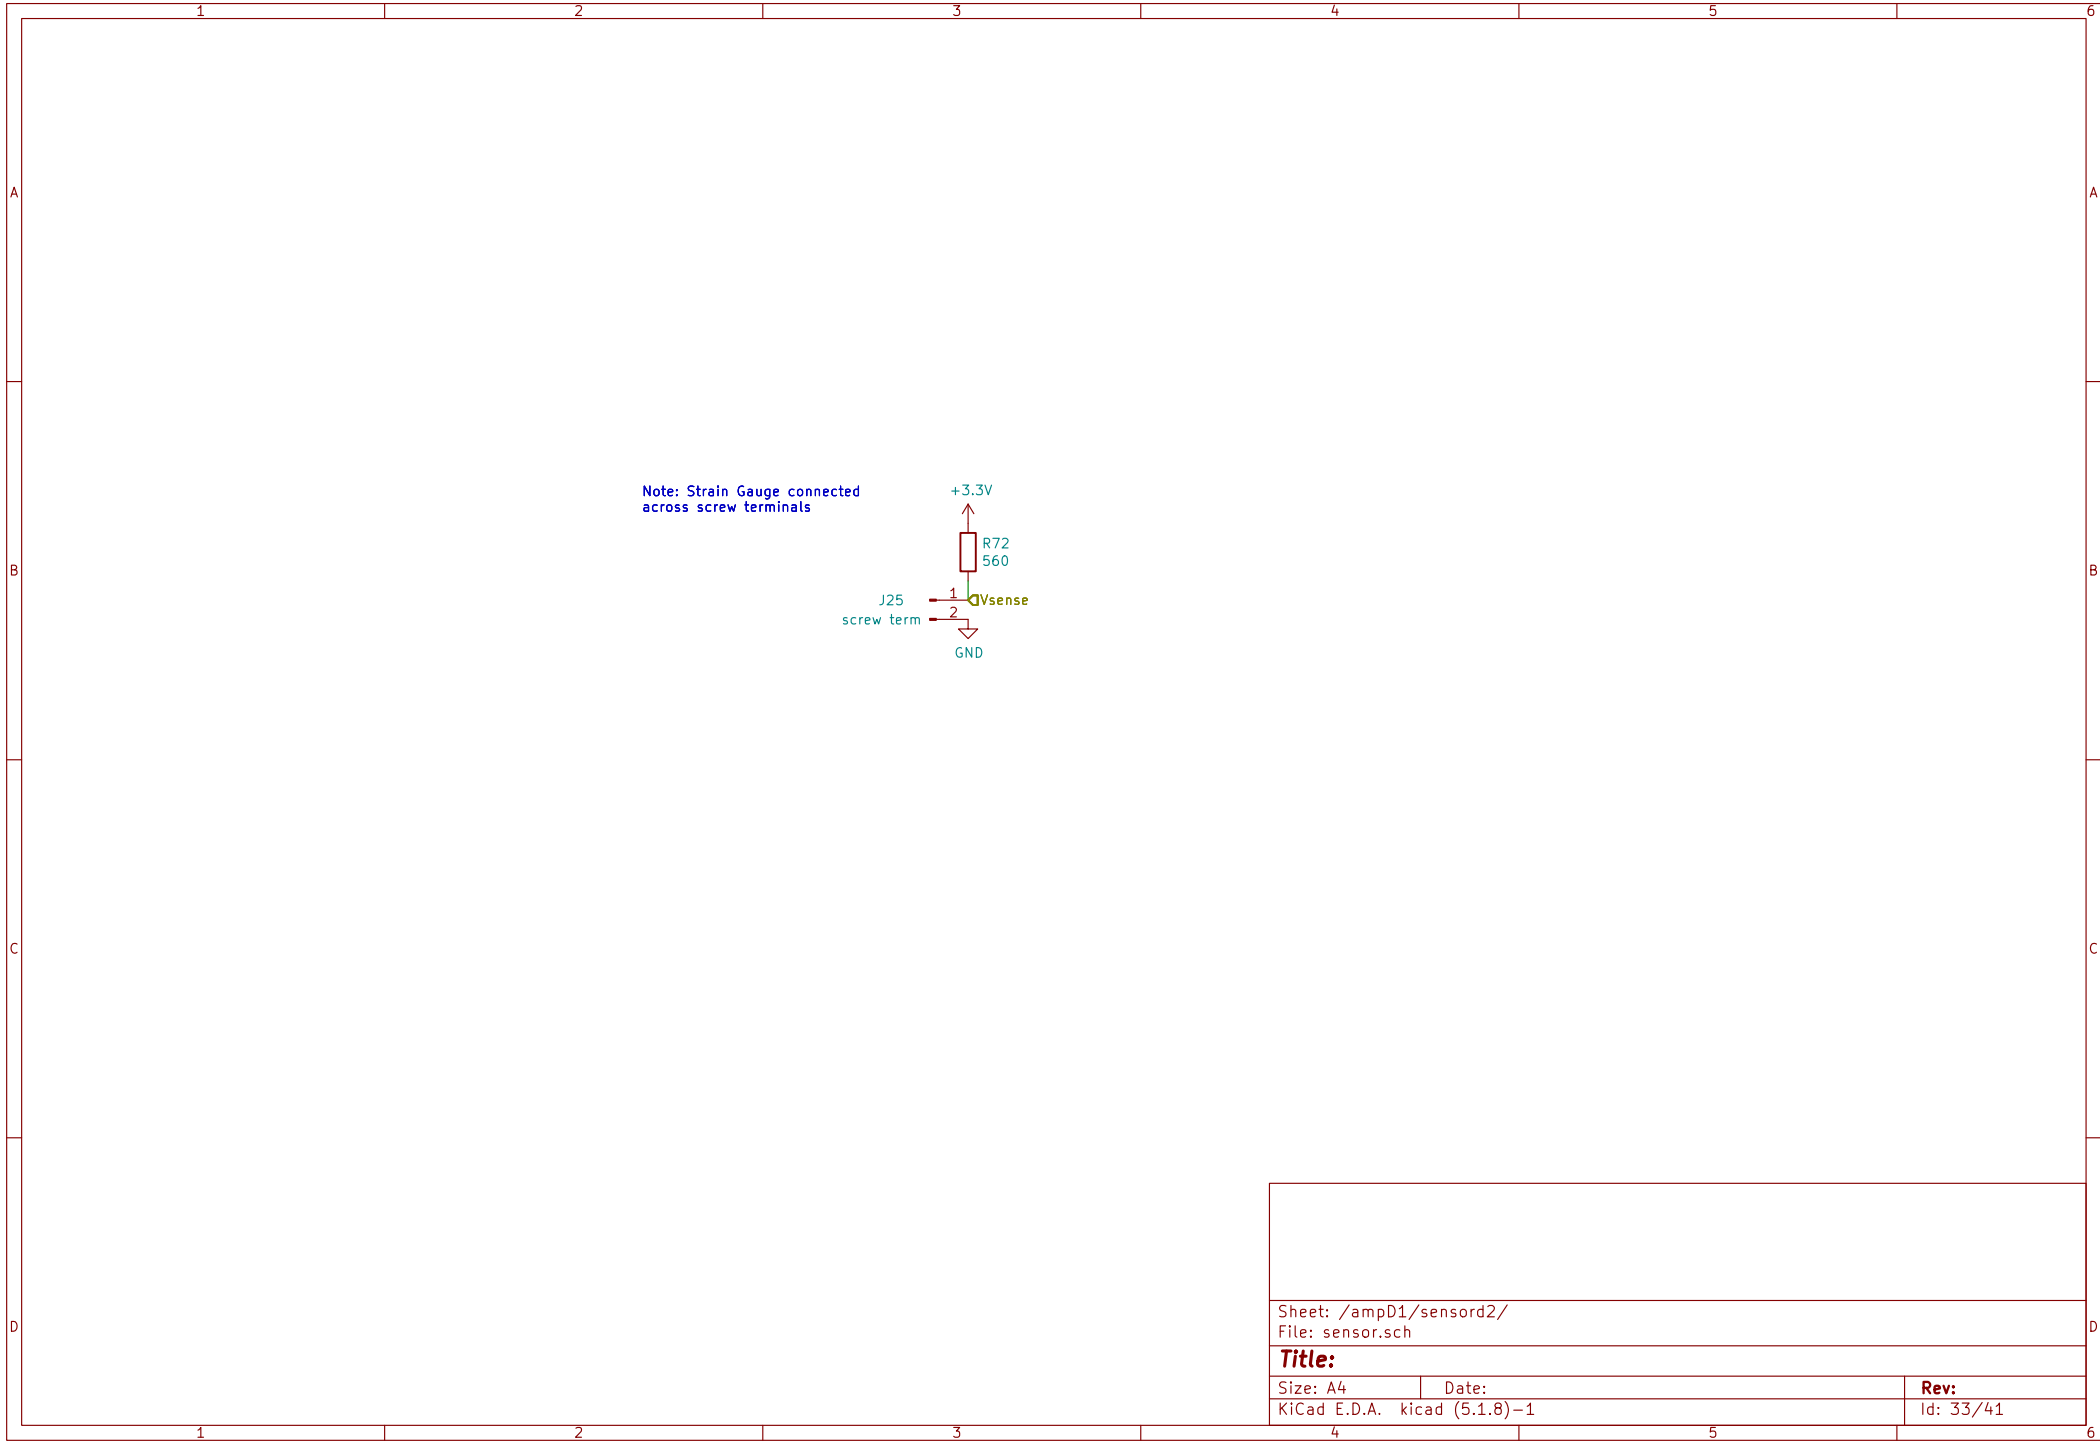 1 2 3 4 5 6
A A
Note: Strain Gauge connected
across screw terminals
+3.3V
R72
560
B B
J25 1 Vsense
screw term 2
GND
C C
Sheet: /ampD1/sensord2/
File: sensor.sch
D D
Title:
Size: A4 Date: Rev:
KiCad E.D.A. kicad (5.1.8)-1 Id: 33/41
1 2 3 4 5 6